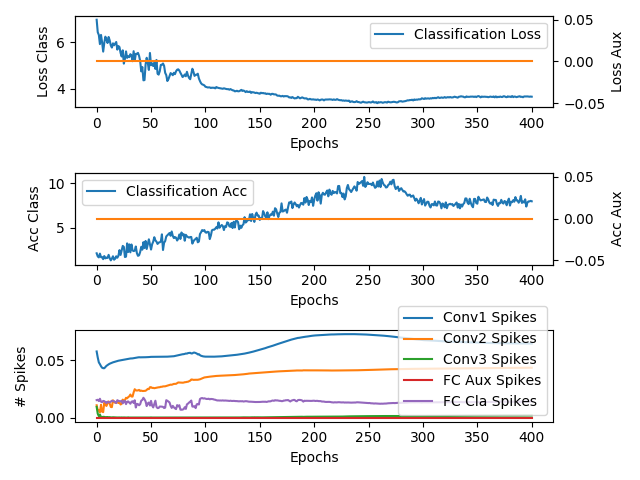 Classification Loss
6
4
Loss Class
0.05
0.00
−0.05
Loss Aux
0 50 100 150 200 250 300 350 400
Epochs
Classification Acc
10
5
Acc Class
0.05
0.00
−0.05
Acc Aux
0 50 100 150 200 250 300 350 400
Epochs
Conv1 Spikes
Conv2 Spikes
Conv3 Spikes
FC Aux Spikes
FC Cla Spikes
0.05
0.00
# Spikes
0 50 100 150 200 250 300 350 400
Epochs